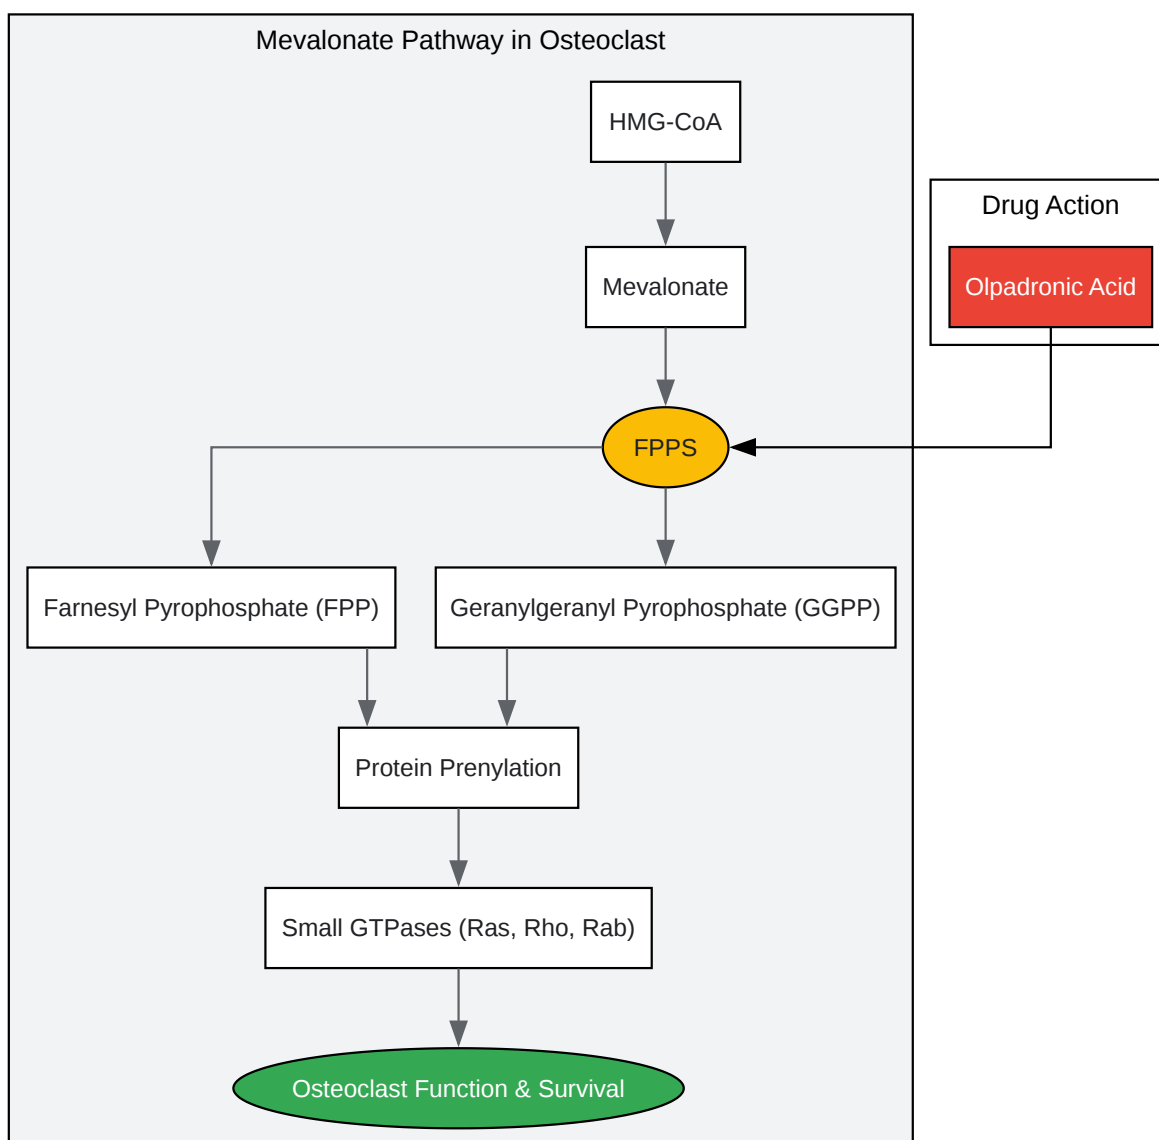 Mevalonate Pathway in Osteoclast
HMG-CoA
Drug Action
Olpadronic Acid
Mevalonate
FPPS
Farnesyl Pyrophosphate (FPP)
Geranylgeranyl Pyrophosphate (GGPP)
Protein Prenylation
Small GTPases (Ras, Rho, Rab)
Osteoclast Function & Survival